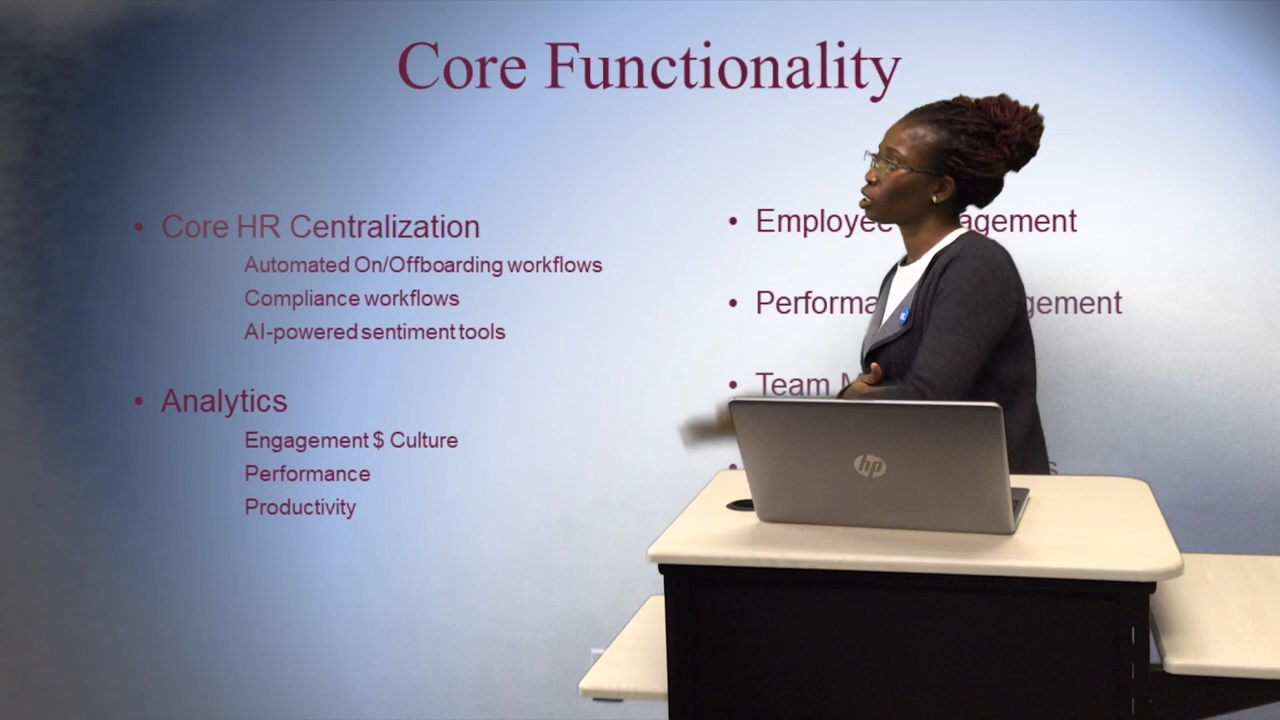 Core Functionality
• Core HR Centralization
Automated On/Offboarding workflows
Compliance workflows
AI-powered sentiment tools
• Analytics
Engagement $ Culture
Performance
Productivity
• Employee
• 
• Team
hp